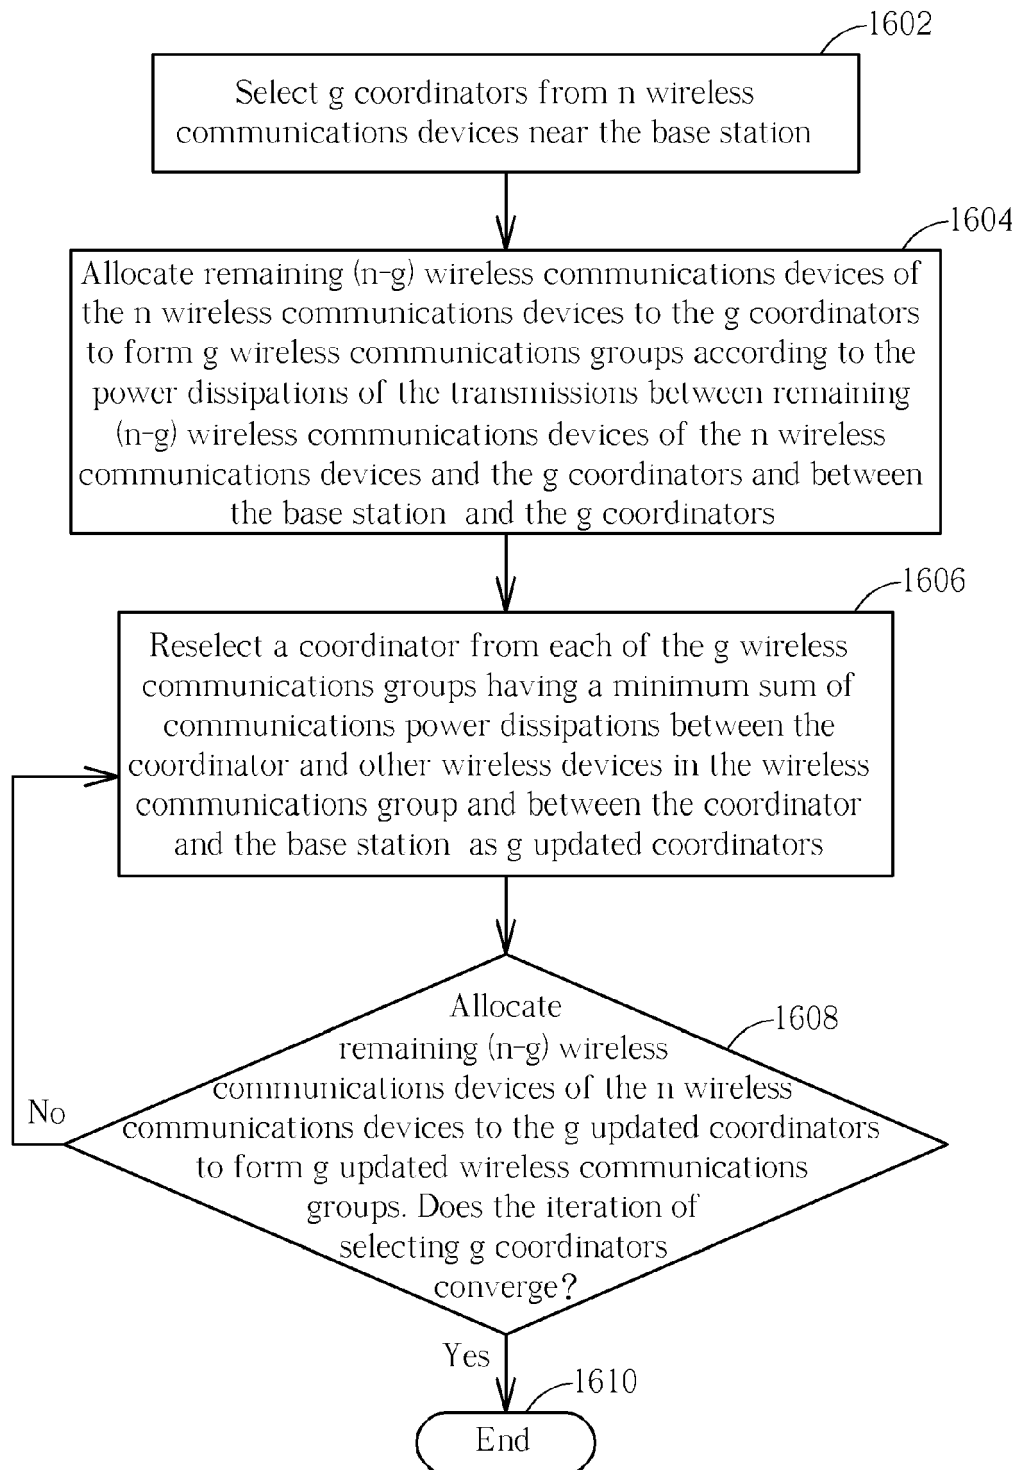 1602
Select g coordinators from n wireless
communications devices near the base station
1604
Allocate remaining (n-g) wireless communications devices of
the n wireless communications devices to the g coordinators
to form g wireless communications groups according to the
power dissipations of the transmissions between remaining
(n-g) wireless communications devices of the n wireless
communications devices and the g coordinators and between
the base station and the g coordinators
1606
Reselect a coordinator from each of the g wireless
communications groups having a minimum sum of
communications power dissipations between the
coordinator and other wireless devices in the wireless
communications group and between the coordinator
and the base station as g updated coordinators
1608
Allocate
remaining (n-g) wireless
communications devices of the n wireless
communications devices to the g updated coordinators
to form g updated wireless communications
groups. Does the iteration of
selecting g coordinators
converge?
No
Yes
1610
End